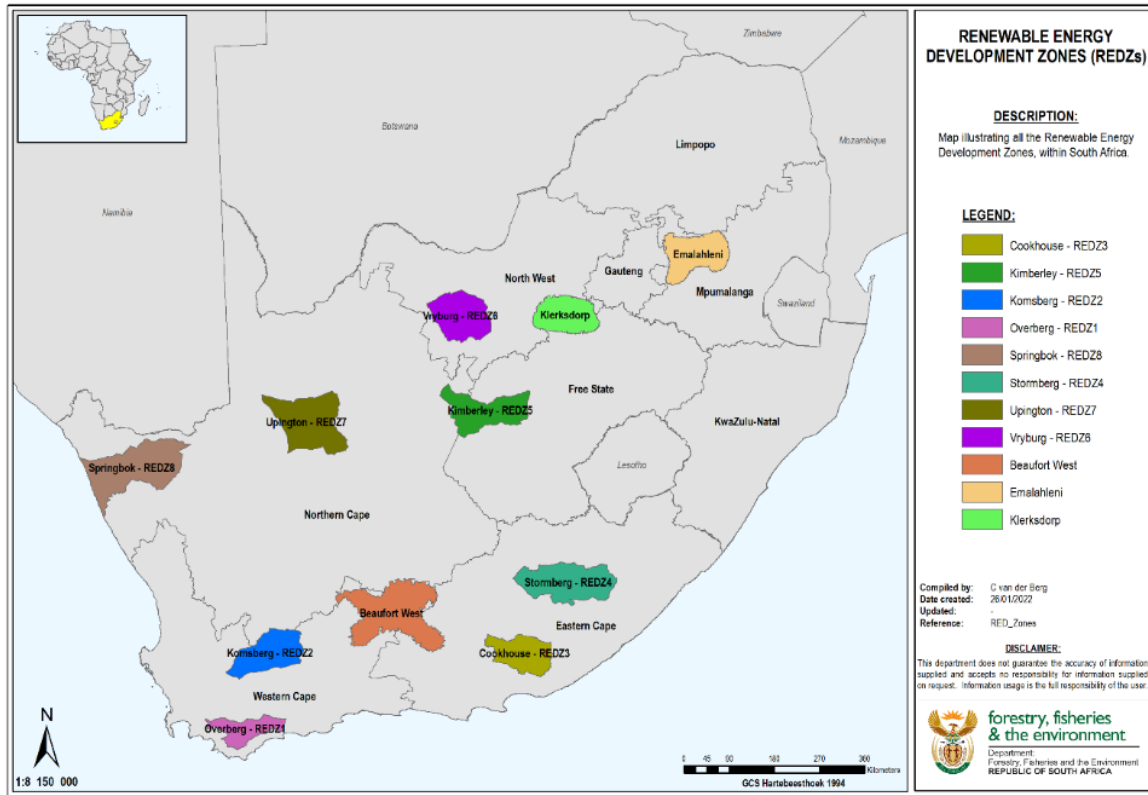 Zimbabwe
Botswana
Mozambique
Limpopo
Namibia
Emalahleni
Gauteng
North West
Mpumalanga
Swaziland
Vryburg - REDZ6
Klerksdorp
Free State
Kimberley - REDZ5
Upington - REDZ7
KwaZulu-Natal
Lesotho
Springbok - REDZ8
Northern Cape
Stormberg - REDZ4
Beaufort West
Eastern Cape
Komsberg - REDZ2
Cookhouse - REDZ3
Western Cape
Overberg - REDZ1
N
1:8 150 000
0 45 90 180 270 360
Kilometers
GCS Hartebeesthoek 1994
RENEWABLE ENERGY
DEVELOPMENT ZONES (REDZs)
DESCRIPTION:
Map illustrating all the Renewable Energy
Development Zones, within South Africa.
LEGEND:
Cookhouse - REDZ3
Kimberley - REDZ5
Komsberg - REDZ2
Overberg - REDZ1
Springbok - REDZ8
Stormberg - REDZ4
Upington - REDZ7
Vryburg - REDZ6
Beaufort West
Emalahleni
Klerksdorp
Compiled by: C van der Berg
Date created: 26/01/2022
Updated: -
Reference: RED_Zones
DISCLAIMER:
This department does not guarantee the accuracy of information
supplied and accepts no responsibility for information supplied
on request. Information usage is the full responsibility of the user.
forestry, fisheries
& the environment
Department:
Forestry, Fisheries and the Environment
REPUBLIC OF SOUTH AFRICA